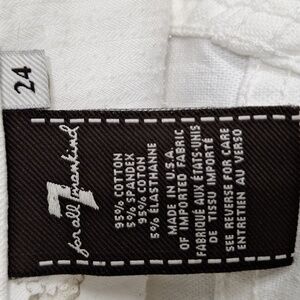 24
7
for all mankind
95% COTTON
5% SPANDEX
95% COTON
5% ÉLASTHANNE
MADE IN U.S.A.
OF IMPORTED FABRIC
FABRIQUÉ AUX ÉTATS-UNIS
DE TISSU IMPORTÉ
SEE REVERSE FOR CARE
ENTRETIEN AU VERSO